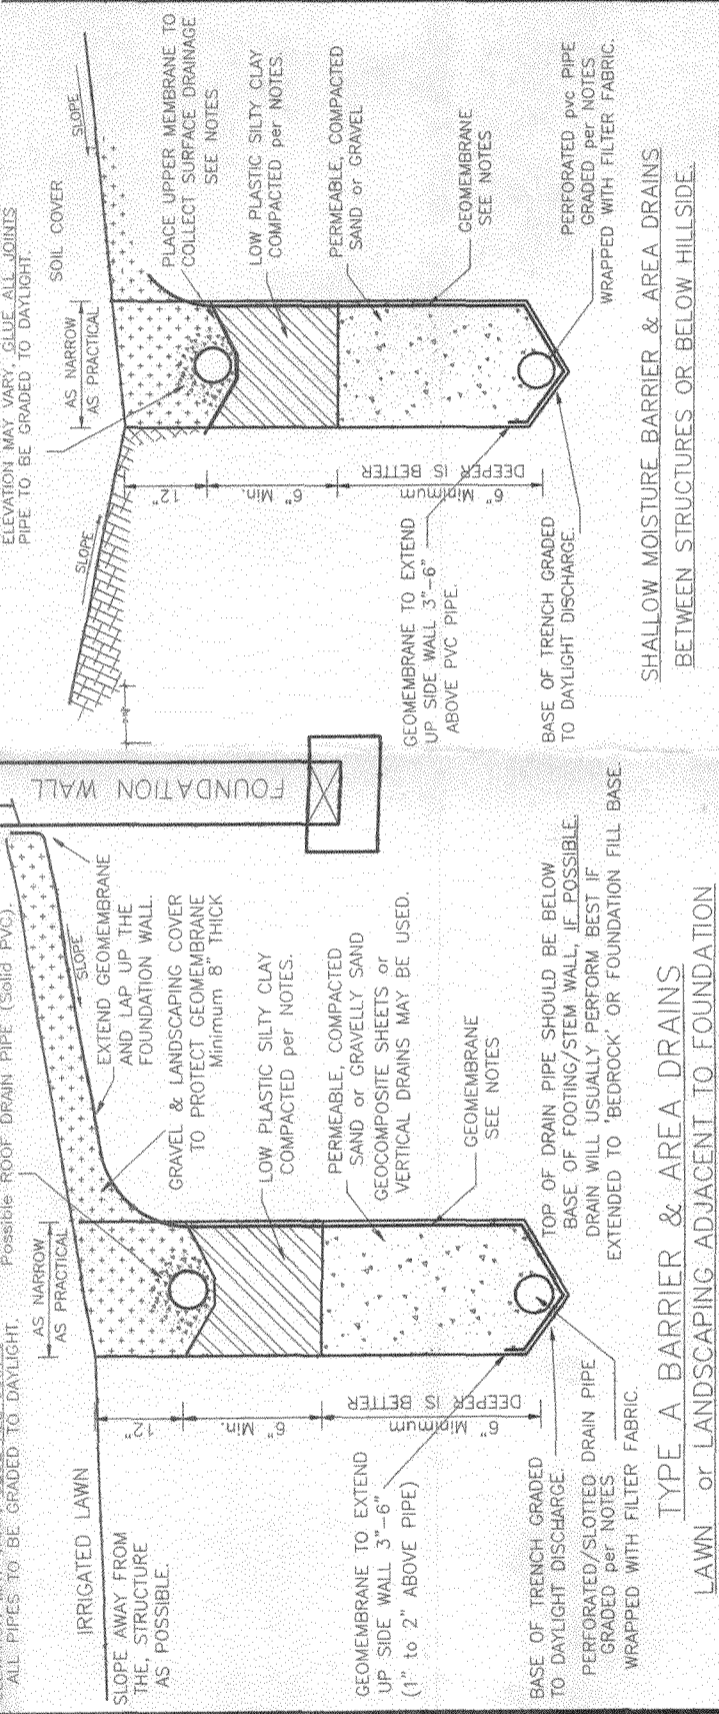 ALL PIPES TO BE GRADED TO DAYLIGHT.
Possible ROOF DRAIN PIPE (Solid PVC).
AS NARROW
AS PRACTICAL
IRRIGATED LAWN
SLOPE AWAY FROM
THE, STRUCTURE
AS POSSIBLE.
SLOPE
EXTEND GEOMEMBRANE
AND LAP UP THE
FOUNDATION WALL.
GRAVEL & LANDSCAPING COVER
TO PROTECT GEOMEMBRANE
Minimum 8" THICK
FOUNDATION WALL
12"
6" Min.
6" Minimum
DEEPER IS BETTER
LOW PLASTIC SILTY CLAY
COMPACTED per NOTES.
PERMEABLE, COMPACTED
SAND or GRAVELLY SAND
GEOCOMPOSITE SHEETS or
VERTICAL DRAINS MAY BE USED.
GEOMEMBRANE
SEE NOTES
GEOMEMBRANE TO EXTEND
UP SIDE WALL 3"-6"
(1" to 2" ABOVE PIPE)
BASE OF TRENCH GRADED
TO DAYLIGHT DISCHARGE.
PERFORATED/SLOTTED DRAIN PIPE
GRADED per NOTES
WRAPPED WITH FILTER FABRIC.
TOP OF DRAIN PIPE SHOULD BE BELOW
BASE OF FOOTING/STEM WALL, IF POSSIBLE.
DRAIN WILL USUALLY PERFORM BEST IF
EXTENDED TO 'BEDROCK' OR FOUNDATION FILL BASE.
TYPE A BARRIER & AREA DRAINS
LAWN or LANDSCAPING ADJACENT TO FOUNDATION
ELEVATION MAY VARY, GLUE ALL JOINTS
PIPE TO BE GRADED TO DAYLIGHT.
SLOPE
AS NARROW
AS PRACTICAL
SOIL COVER
SLOPE
PLACE UPPER MEMBRANE TO
COLLECT SURFACE DRAINAGE
SEE NOTES
12"
6" Min.
6" Minimum
DEEPER IS BETTER
LOW PLASTIC SILTY CLAY
COMPACTED per NOTES.
PERMEABLE, COMPACTED
SAND or GRAVEL
GEOMEMBRANE
SEE NOTES
GEOMEMBRANE TO EXTEND
UP SIDE WALL 3"-6"
ABOVE PVC PIPE.
BASE OF TRENCH GRADED
TO DAYLIGHT DISCHARGE.
PERFORATED pvc PIPE
GRADED per NOTES
WRAPPED WITH FILTER FABRIC.
SHALLOW MOISTURE BARRIER & AREA DRAINS
BETWEEN STRUCTURES OR BELOW HILLSIDE.